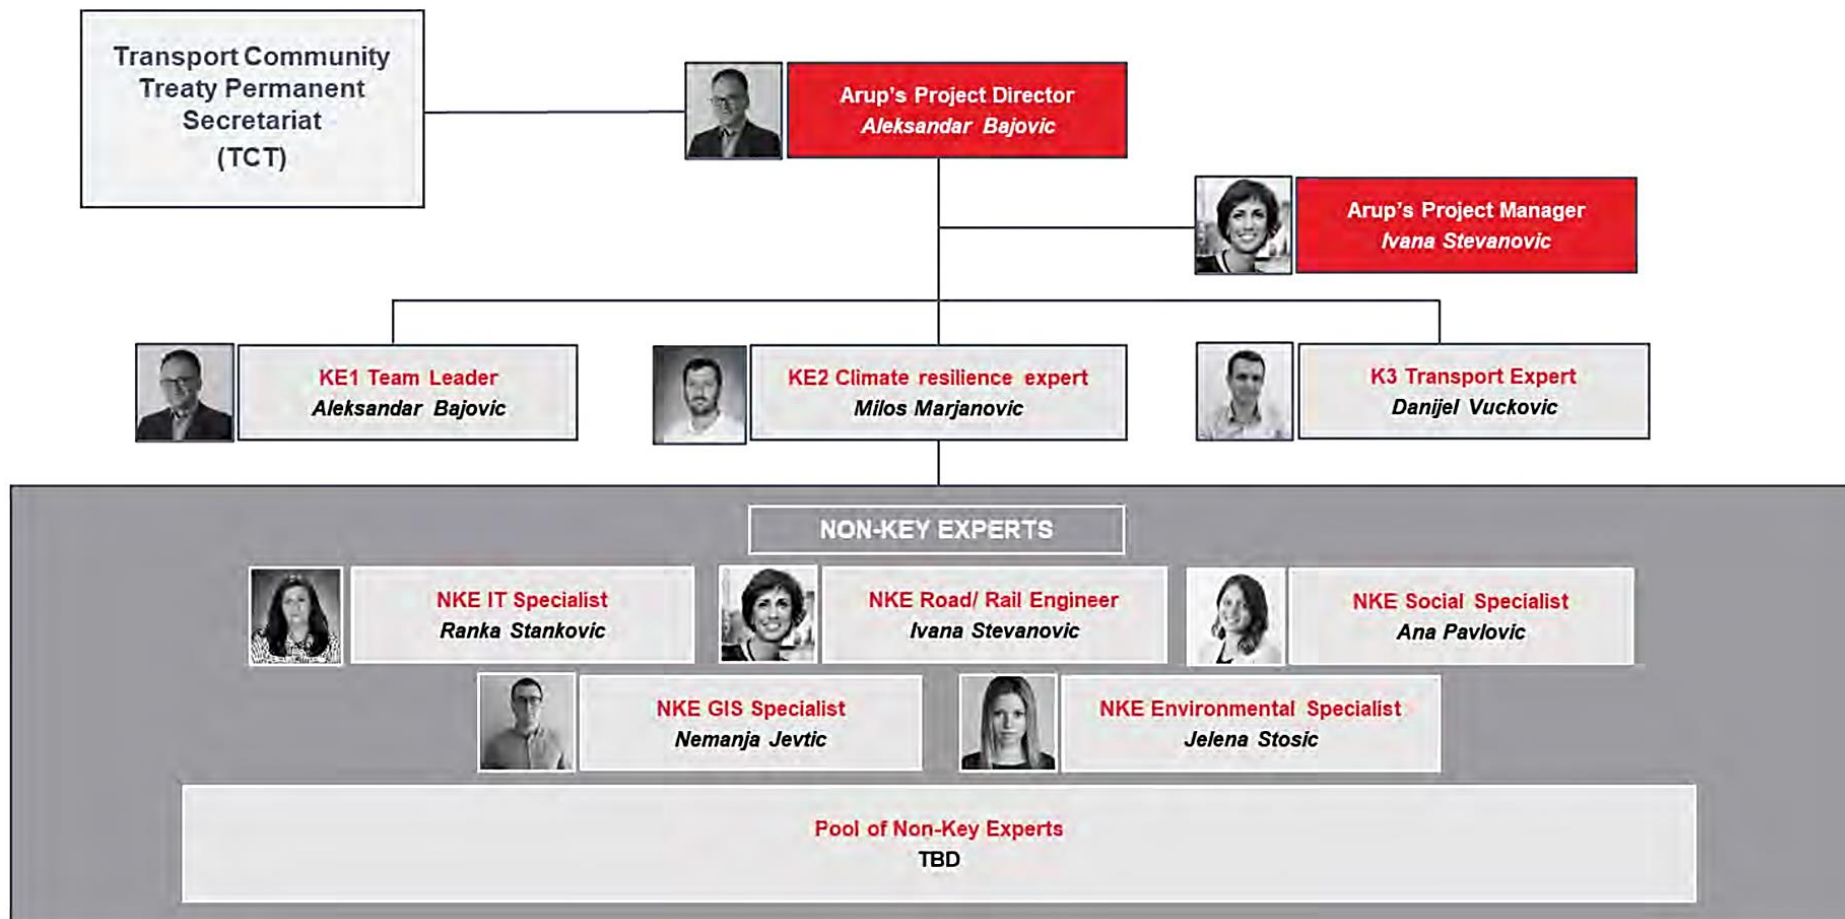 Transport Community
Treaty Permanent
Secretariat
(TCT)
Arup's Project Director
Aleksandar Bajovic
Arup's Project Manager
Ivana Stevanovic
KE1 Team Leader
Aleksandar Bajovic
KE2 Climate resilience expert
Milos Marjanovic
K3 Transport Expert
Danijel Vuckovic
NON-KEY EXPERTS
NKE IT Specialist
Ranka Stankovic
NKE Road/ Rail Engineer
Ivana Stevanovic
NKE Social Specialist
Ana Pavlovic
NKE GIS Specialist
Nemanja Jevtic
NKE Environmental Specialist
Jelena Stosic
Pool of Non-Key Experts
TBD